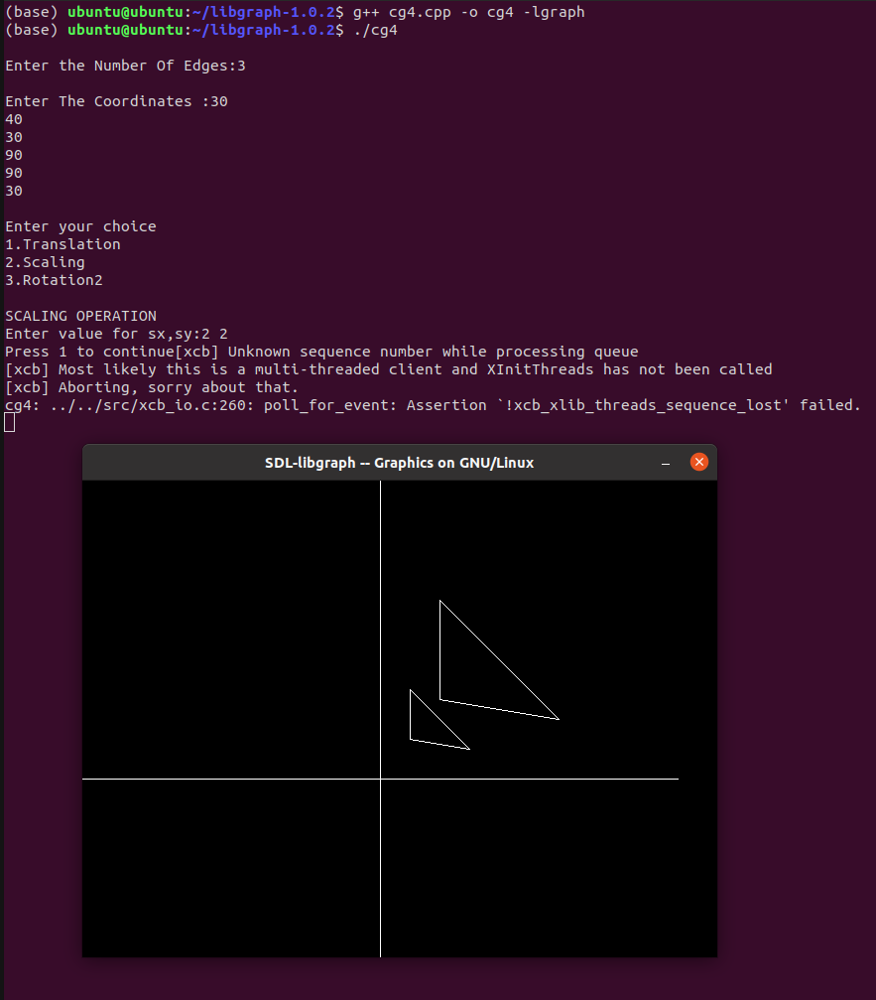 (base) ubuntu@ubuntu:~/libgraph-1.0.2$ g++ cg4.cpp -o cg4 -lgraph
(base) ubuntu@ubuntu:~/libgraph-1.0.2$ ./cg4
Enter the Number Of Edges:3
Enter The Coordinates :30
40
30
90
90
30
Enter your choice
1.Translation
2.Scaling
3.Rotation2
SCALING OPERATION
Enter value for sx,sy:2 2
Press 1 to continue[xcb] Unknown sequence number while processing queue
[xcb] Most likely this is a multi-threaded client and XInitThreads has not been called
[xcb] Aborting, sorry about that.
cg4: ../../src/xcb_io.c:260: poll_for_event: Assertion `!xcb_xlib_threads_sequence_lost' failed.
SDL-libgraph -- Graphics on GNU/Linux